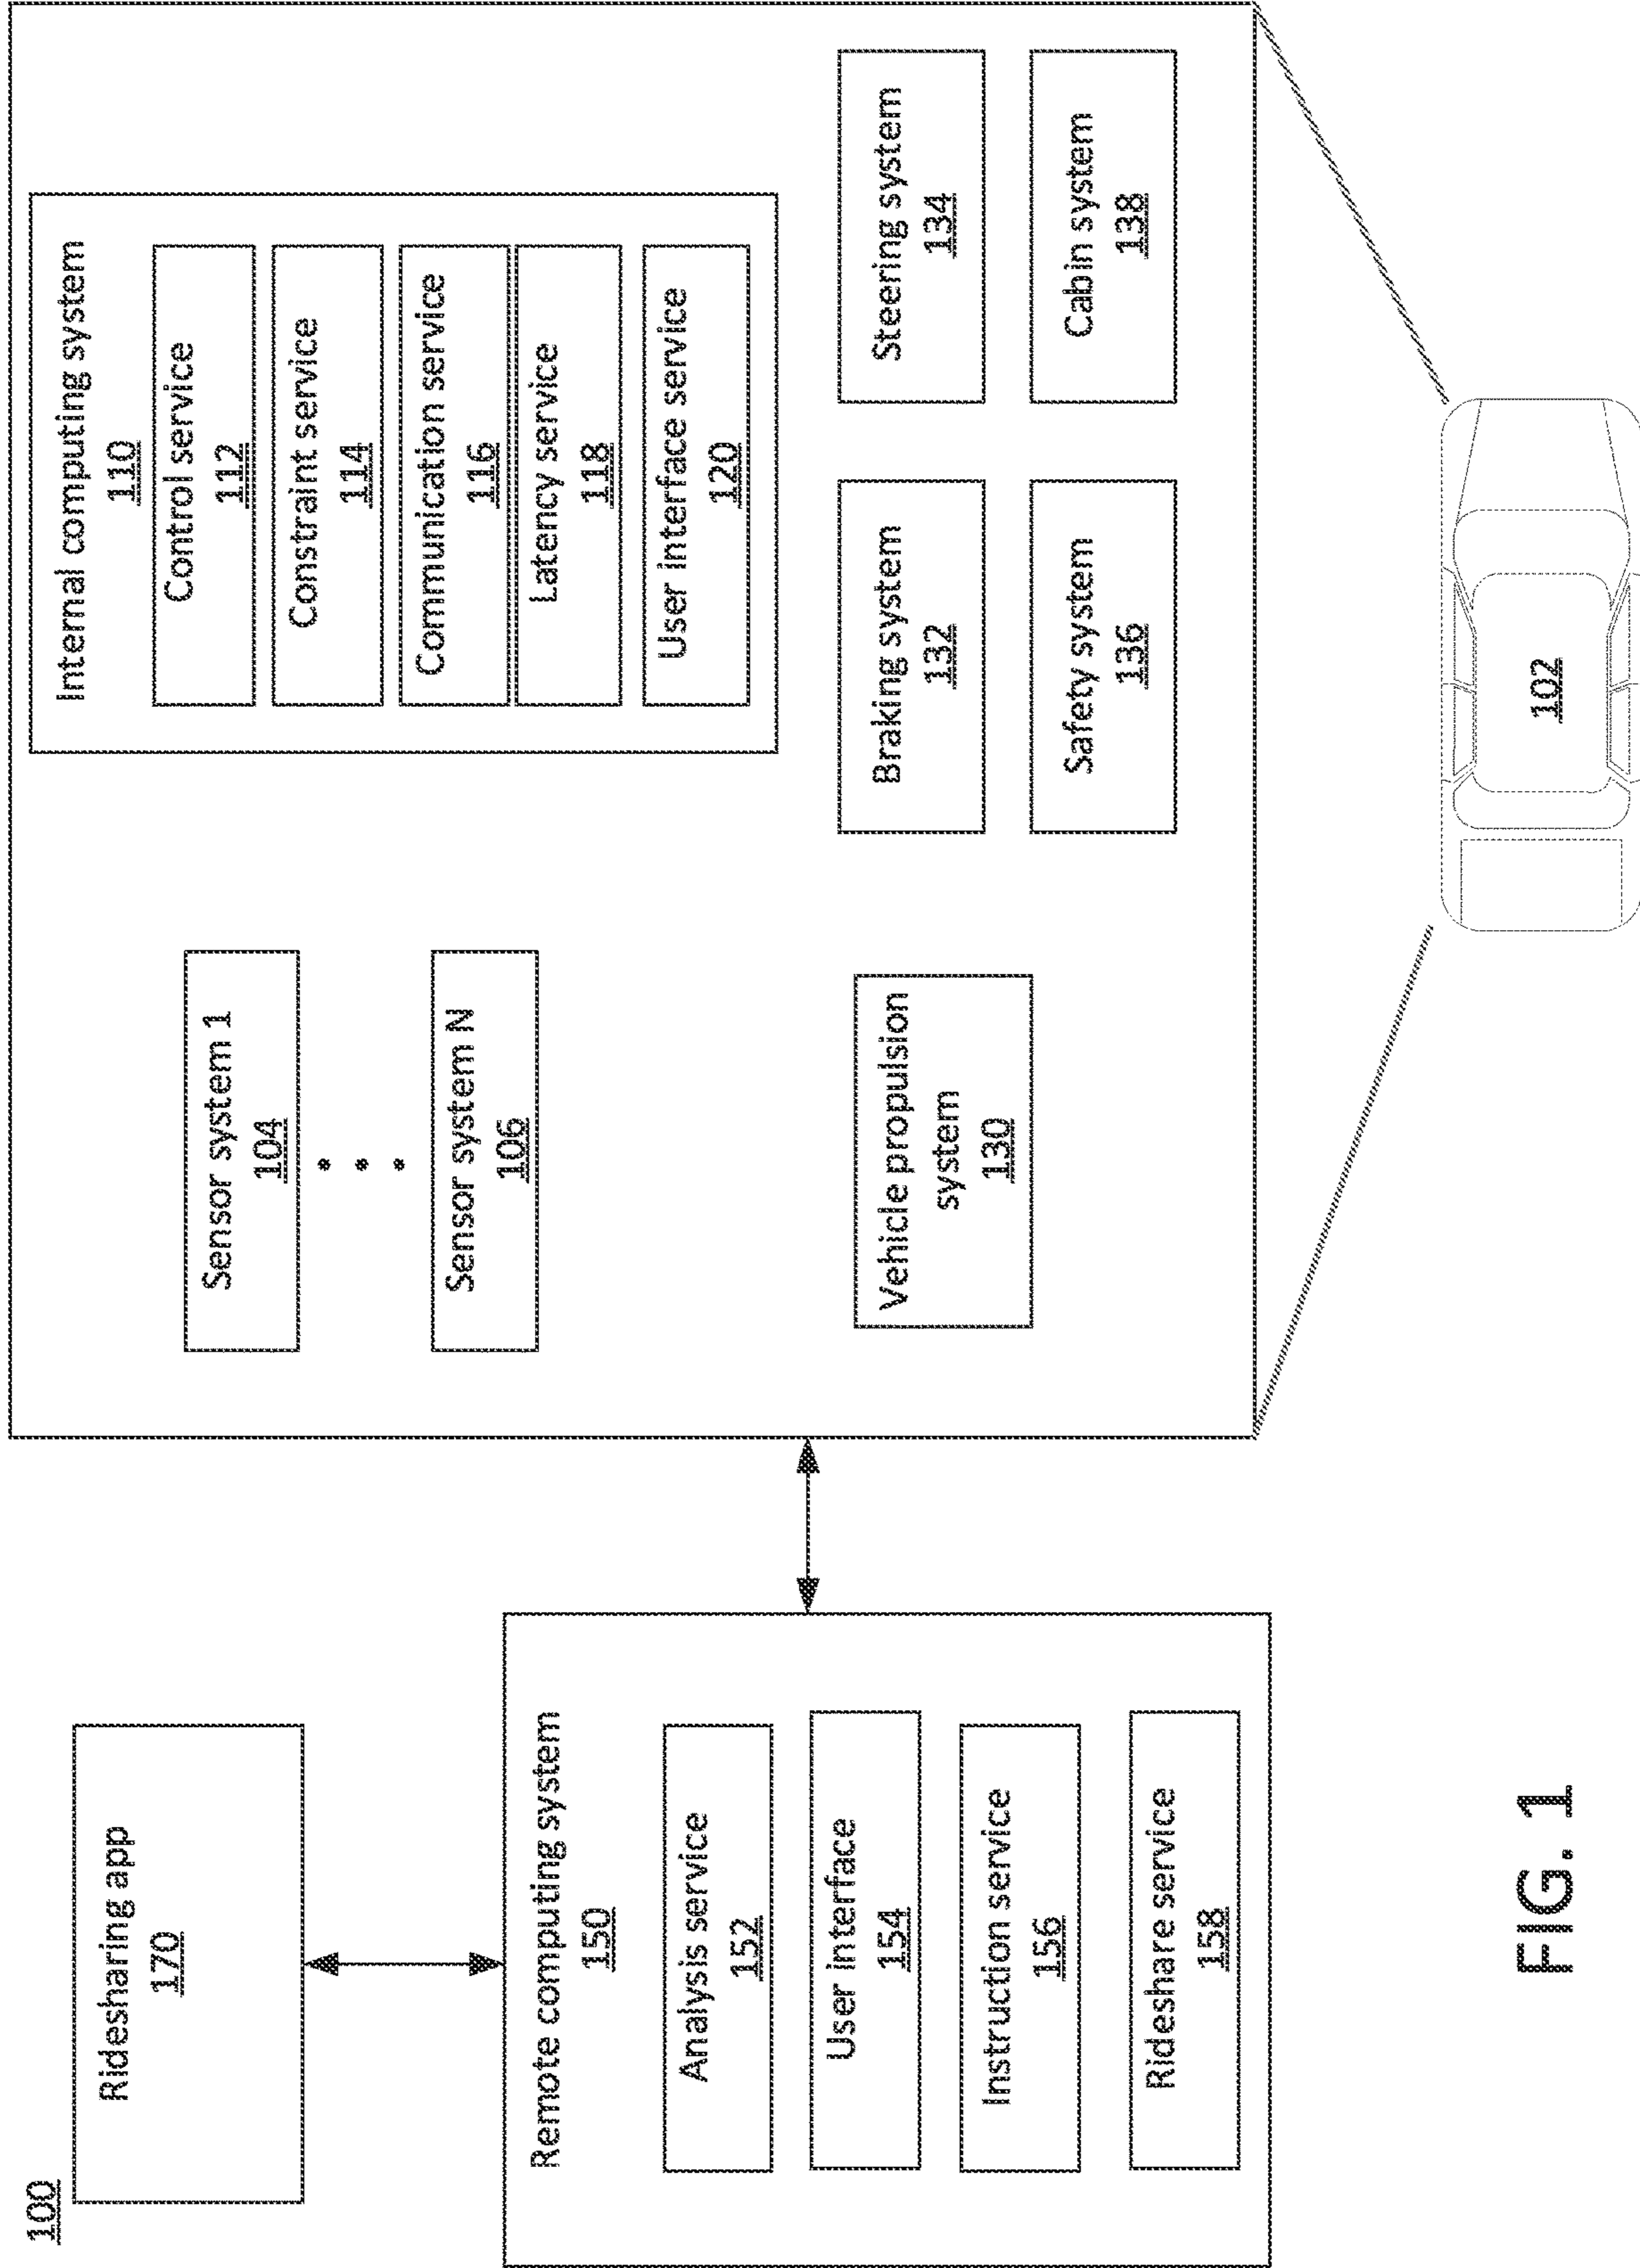 100
Ridesharing app
170
Remote computing system
150
Analysis service
152
User interface
154
Instruction service
156
Rideshare service
158
Sensor system 1
104
Sensor system N
106
Internal computing system
110
Control service
112
Constraint service
114
Communication service
116
Latency service
118
User interface service
120
Vehicle propulsion
system
130
Braking system
132
Steering system
134
Safety system
136
Cabin system
138
102
FIG. 1